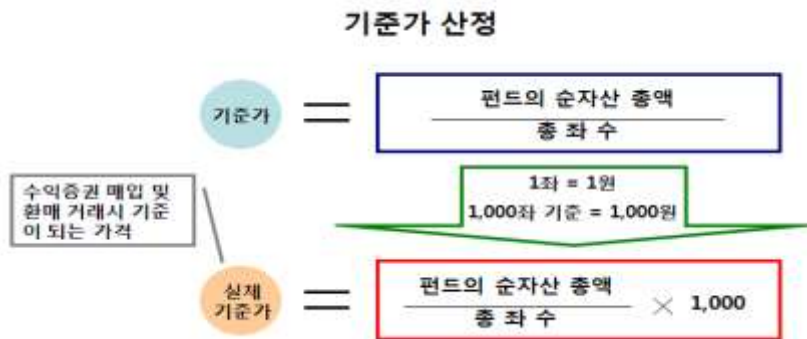 기준가 산정
기준가
펀드의 순자산 총액
총 좌 수
1좌 = 1원
1,000좌 기준 = 1,000원
수익증권 매입 및
환매 거래시 기준
이 되는 가격
실제
기준가
펀드의 순자산 총액
총 좌 수
× 1,000